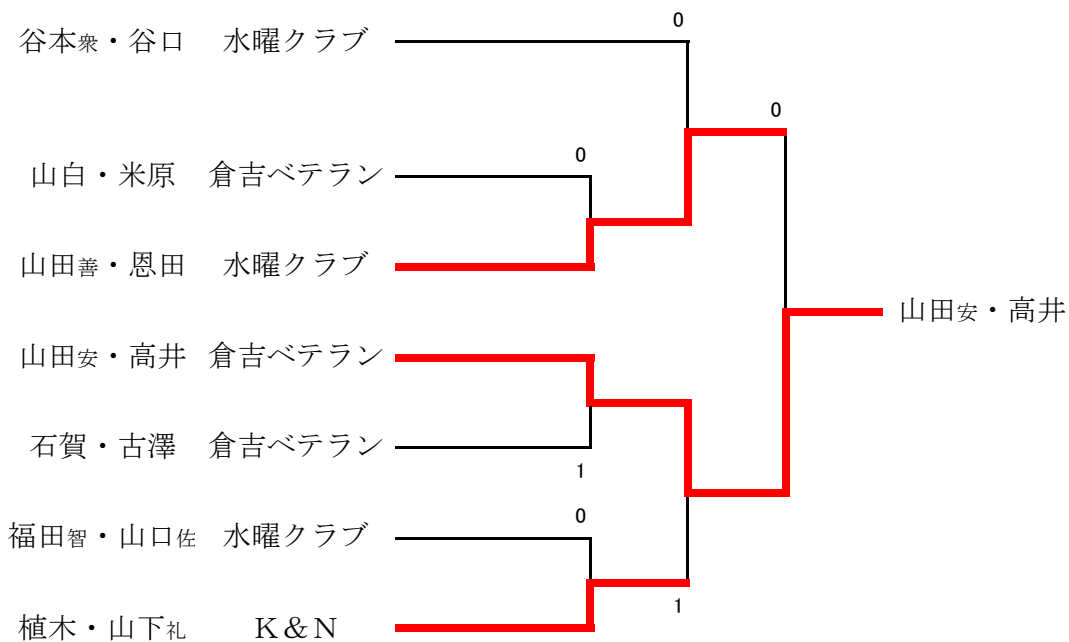 0
谷本衆・谷口 水曜クラブ
0
0
山白・米原 倉吉ベテラン
山田善・恩田 水曜クラブ
山田安・高井
山田安・高井 倉吉ベテラン
石賀・古澤 倉吉ベテラン
1
0
福田智・山口佐 水曜クラブ
1
植木・山下礼 K&N